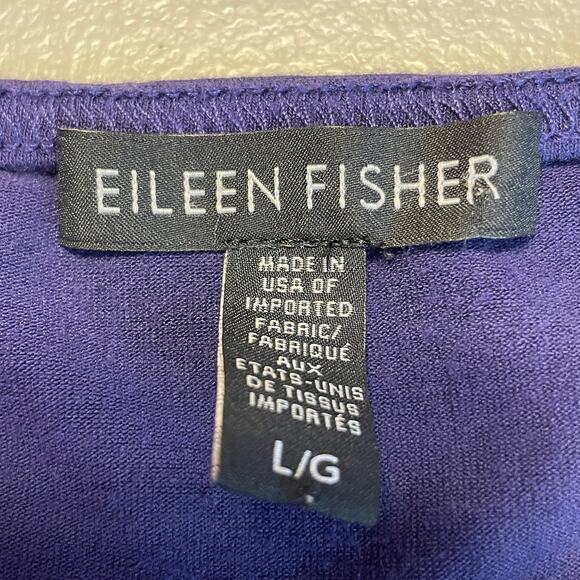 EILEEN FISHER
MADE IN
USA OF
IMPORTED
FABRIC/
FABRIQUÉ
AUX
ETATS-UNIS
DE TISSUS
IMPORTÉS
L/G